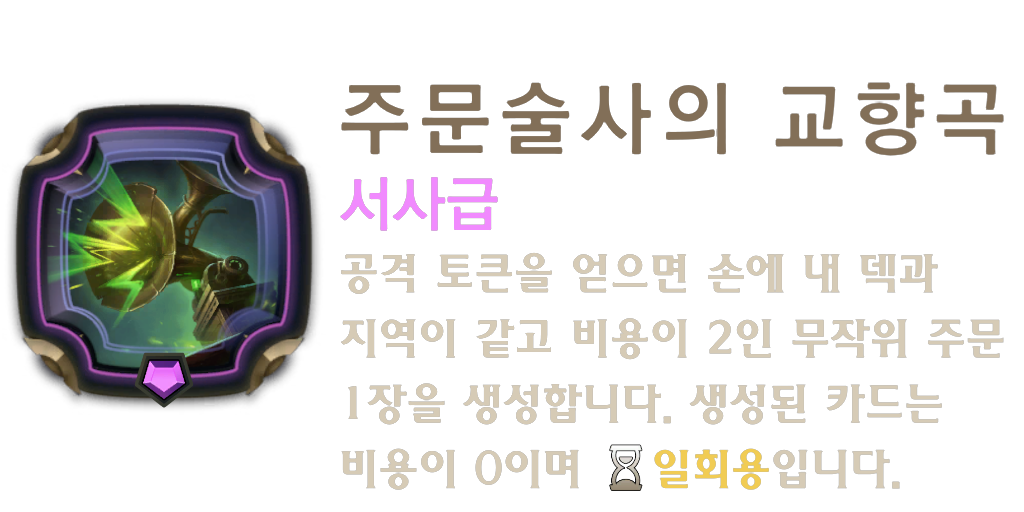 주문술사의 교향곡
서사급
공격 토큰을 얻으면 손에 내 덱과
지역이 같고 비용이 2인 무작위 주문
1장을 생성합니다. 생성된 카드는
비용이 0이며 일회용입니다.